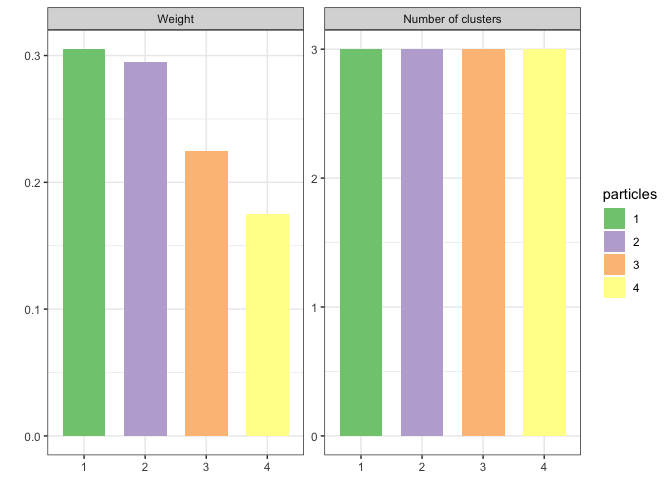 Weight
0.3
0.2
0.1
0.0
1 2 3 4
Number of clusters
3
2
1
0
1 2 3 4
particles
1
2
3
4